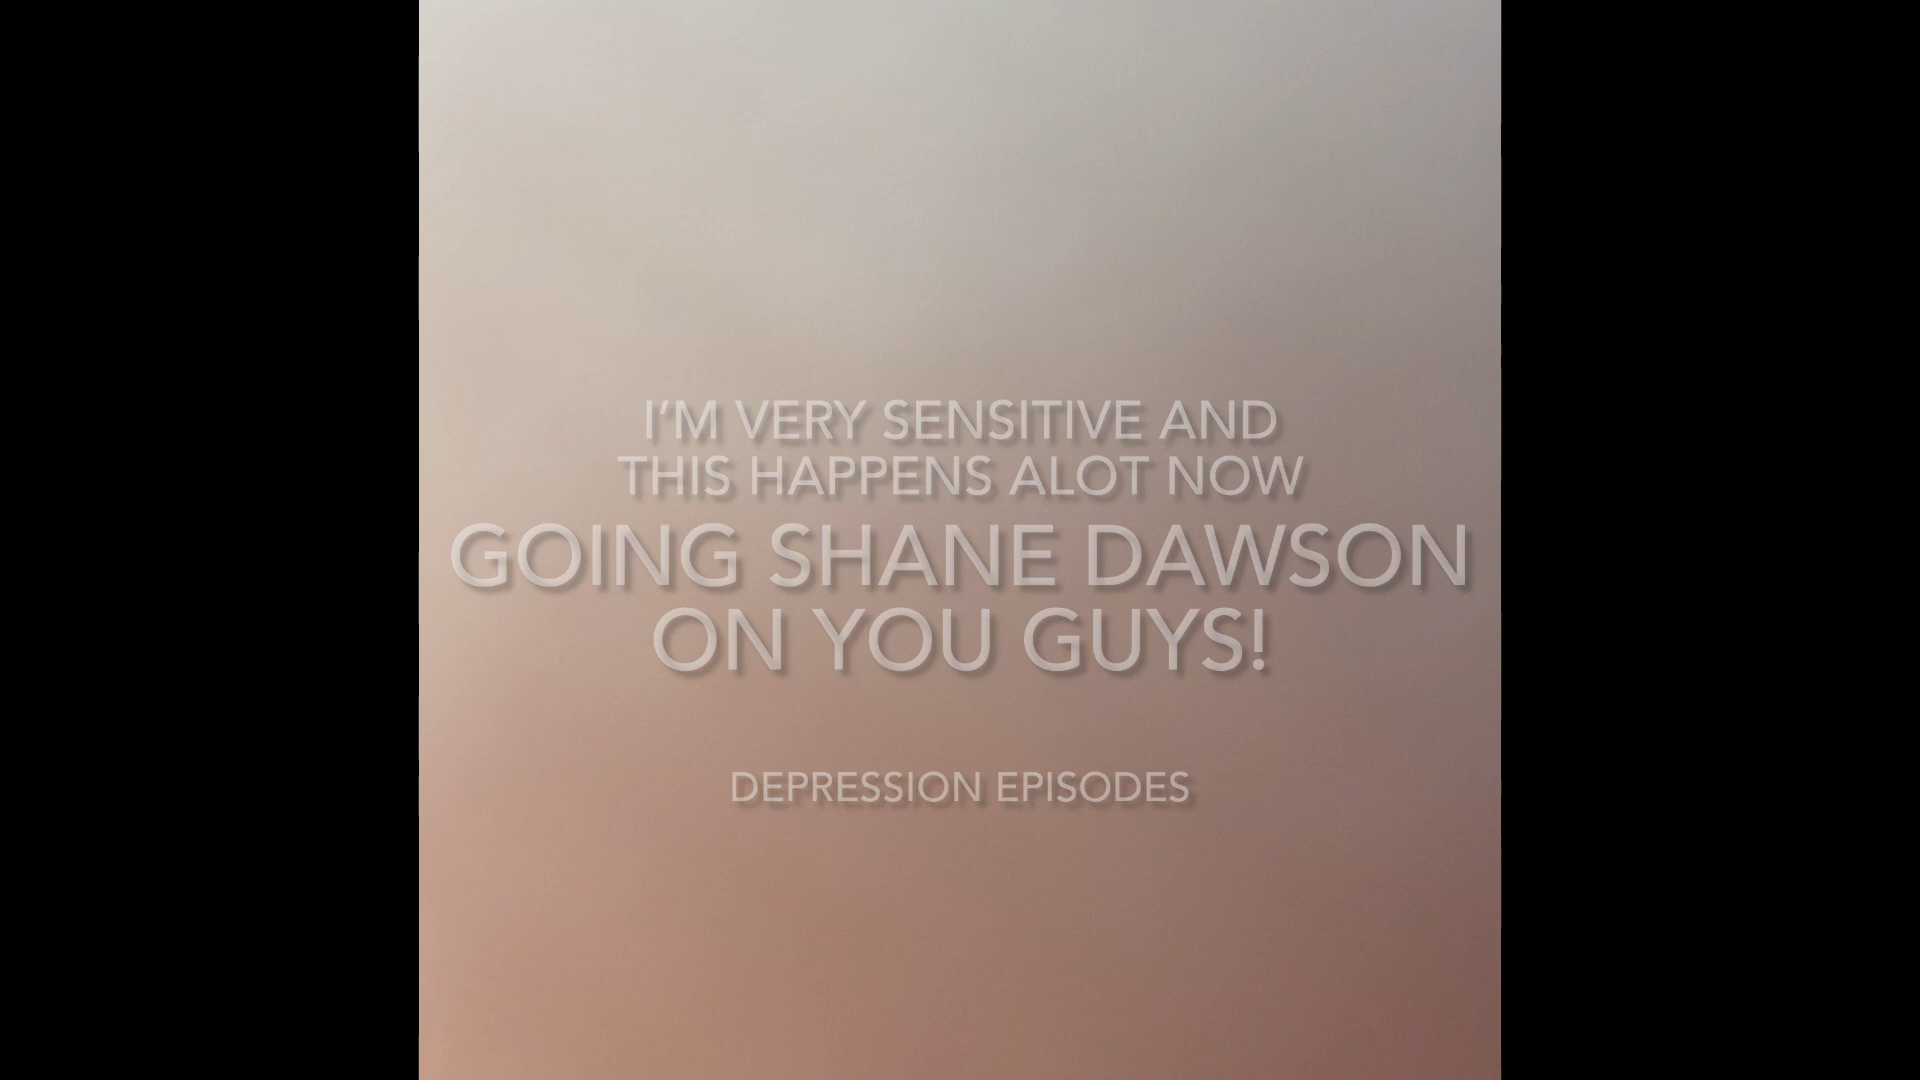 I'M VERY SENSITIVE AND
THIS HAPPENS ALOT NOW
GOING SHANE DAWSON
ON YOU GUYS!
DEPRESSION EPISODES